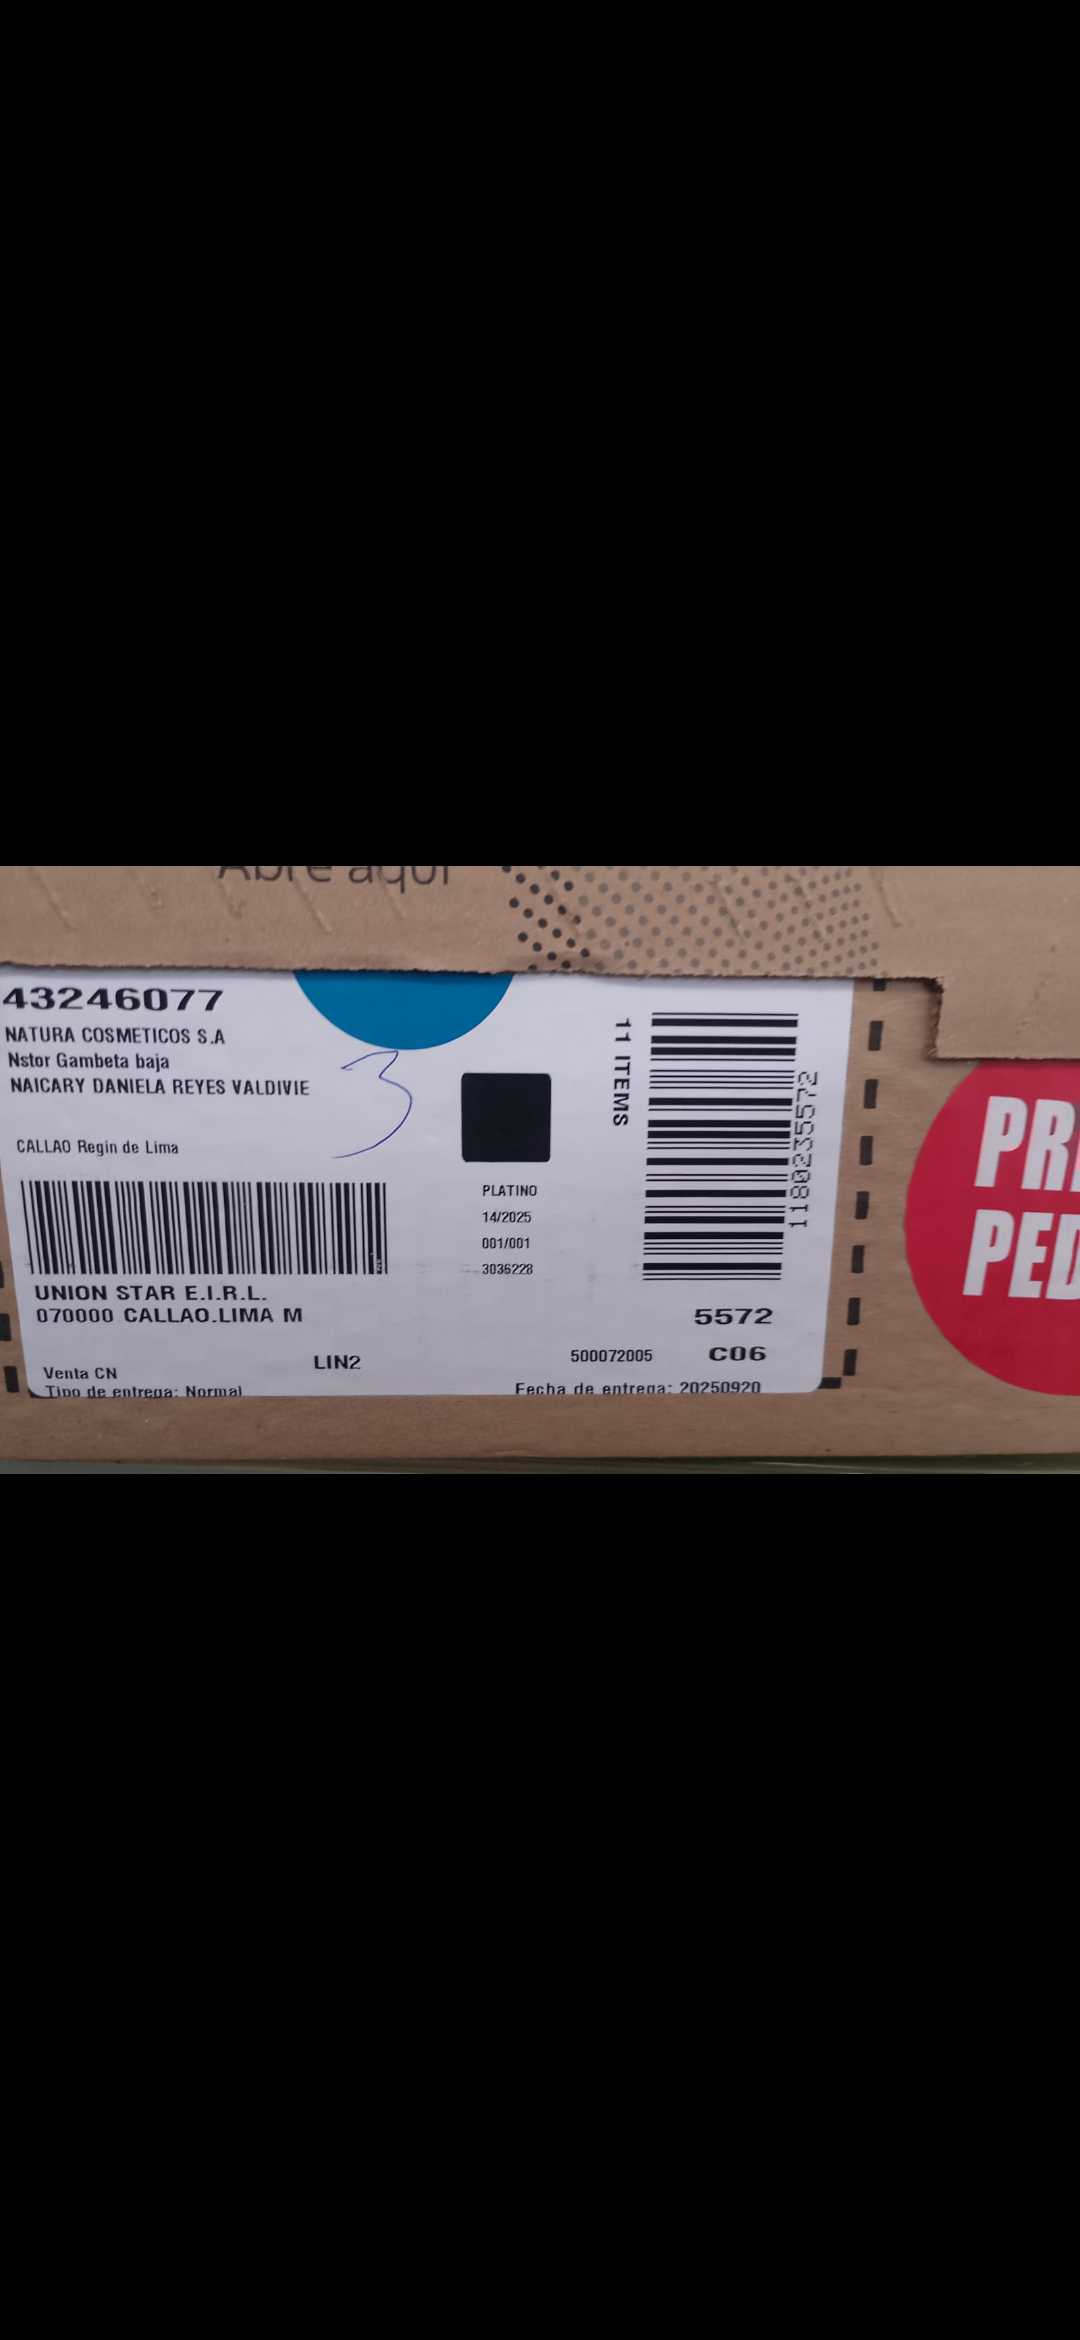 Abre aquí
43246077
NATURA COSMETICOS S.A
Nstor Gambeta baja
NAICARY DANIELA REYES VALDIVIE
3
CALLAO Regin de Lima
11 ITEMS
1180235572
PLATINO
14/2025
001/001
3036228
UNION STAR E.I.R.L.
070000 CALLAO.LIMA M
5572
LIN2
500072005
C06
Venta CN
Tipo de entrega: Normal
Fecha de entrega: 20250920
PRI
PED